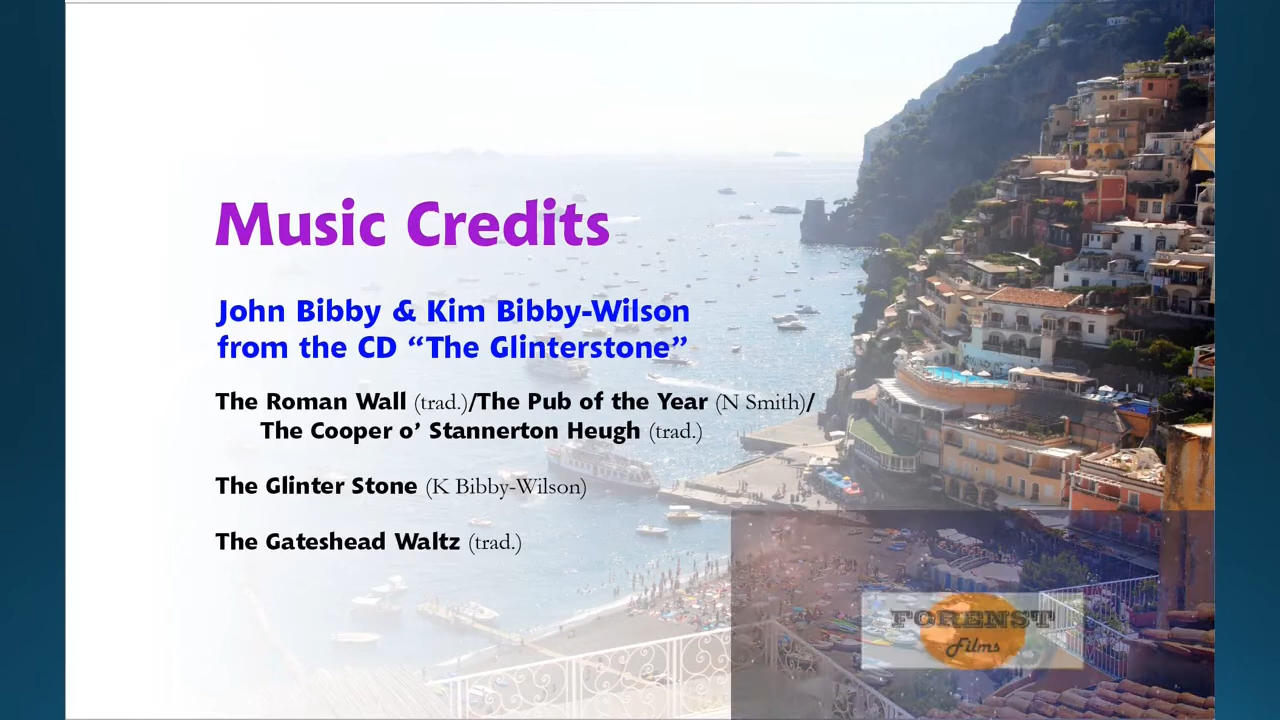 Music Credits
John Bibby & Kim Bibby-Wilson
from the CD “The Glinterstone”
The Roman Wall (trad.)/The Pub of the Year (N Smith)/
The Cooper o’ Stannerton Heugh (trad.)
The Glinter Stone (K Bibby-Wilson)
The Gateshead Waltz (trad.)
FORENST
Films